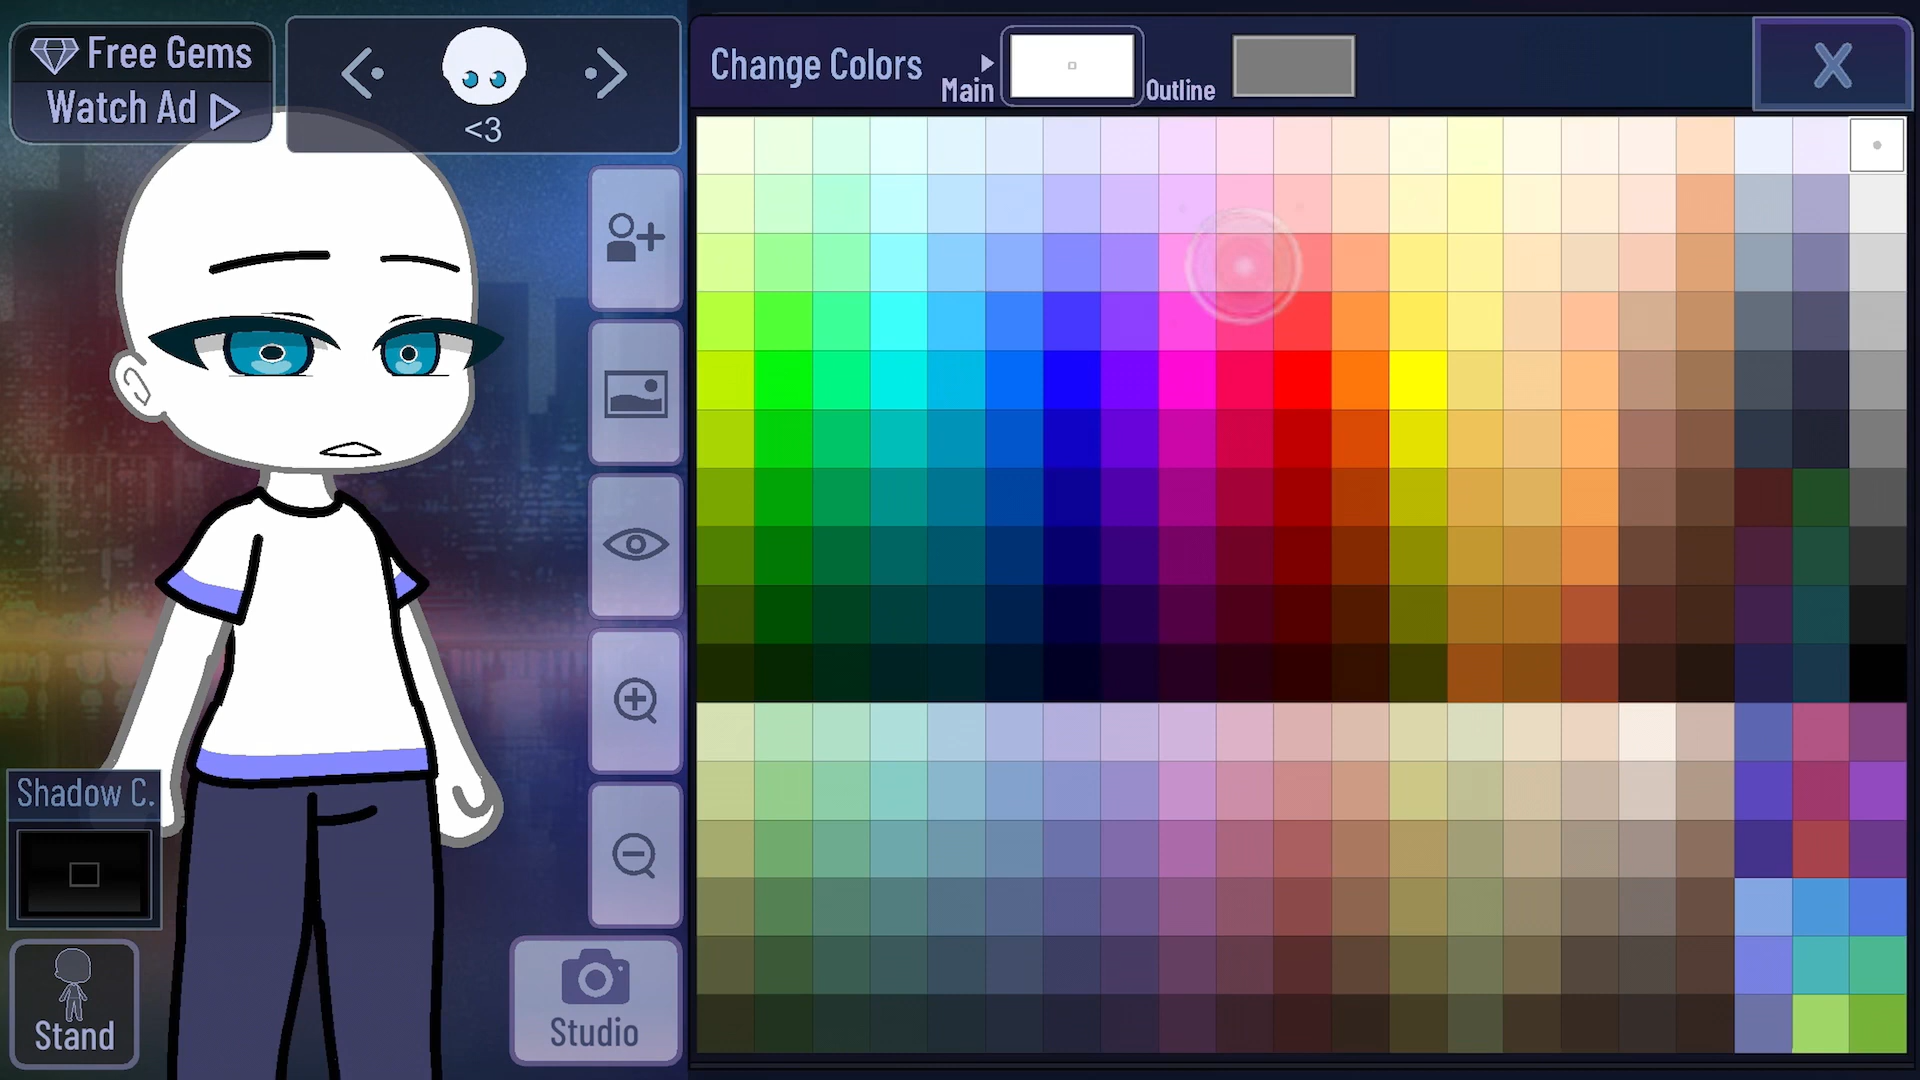 Free Gems
Watch Ad
<3
Change Colors
Main
Outline
X
Shadow C.
Stand
Studio